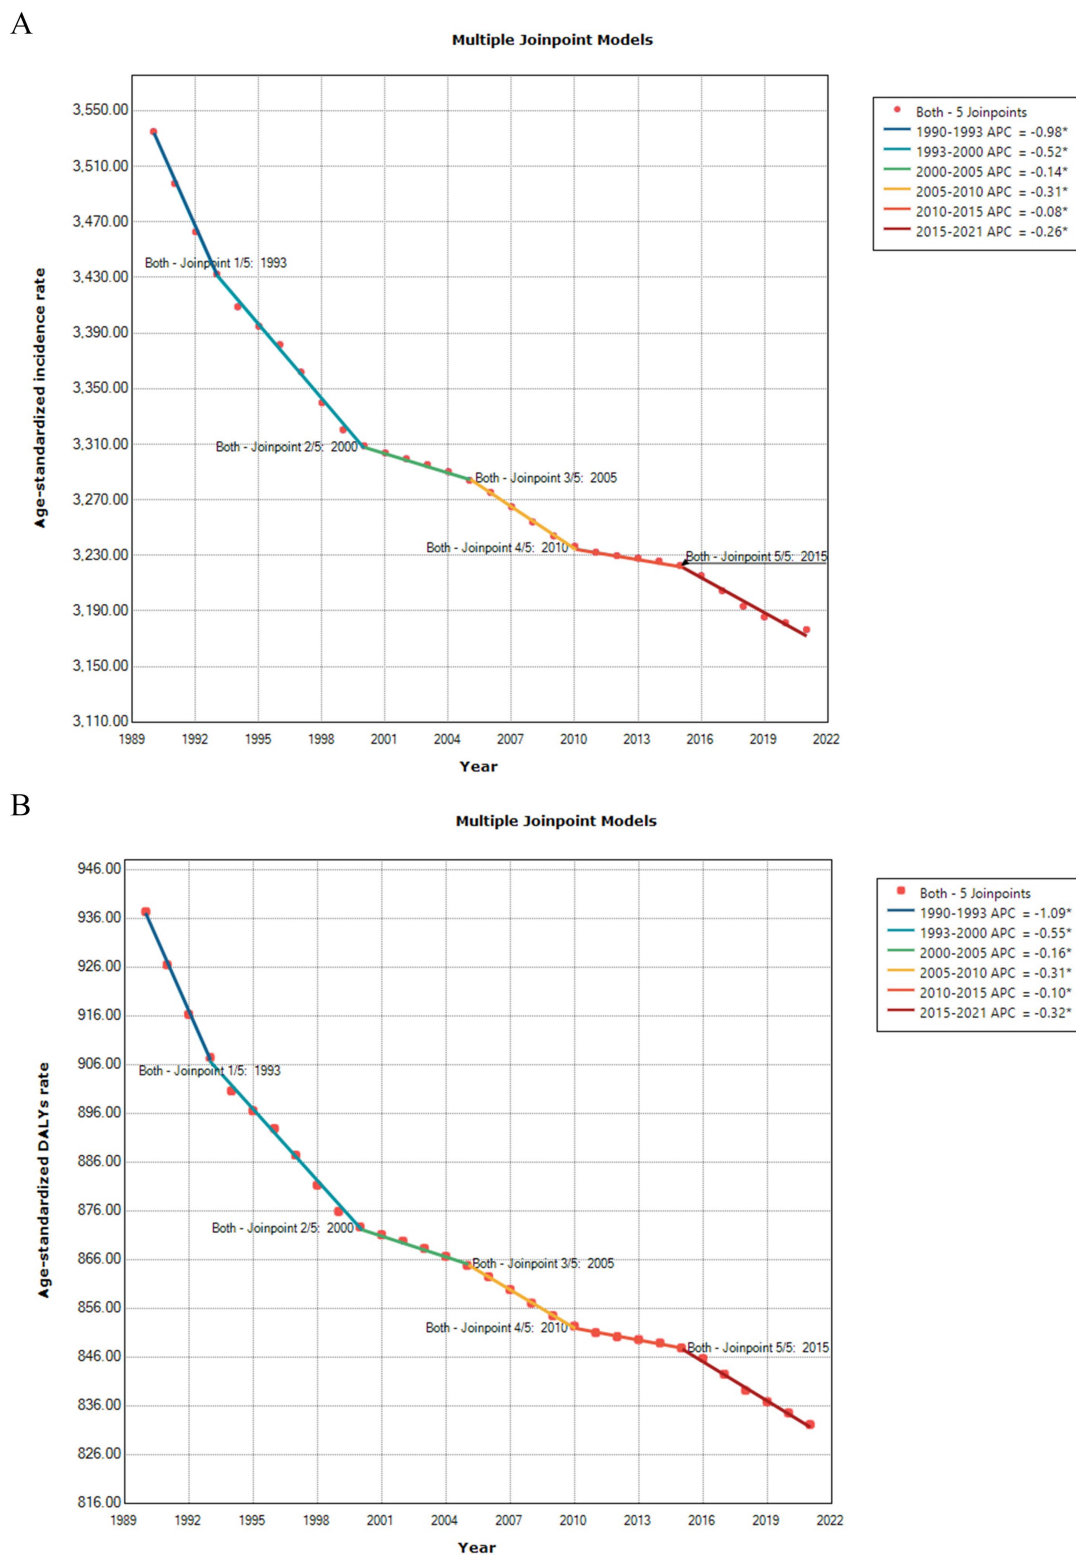 A
Multiple Joinpoint Models
Age-standardized incidence rate
3,550.00
3,510.00
3,470.00
3,430.00
3,390.00
3,350.00
3,310.00
3,270.00
3,230.00
3,190.00
3,150.00
3,110.00
Both - Joinpoint 1/5: 1993
Both - Joinpoint 2/5: 2000
Both - Joinpoint 3/5: 2005
Both - Joinpoint 4/5: 2010
Both - Joinpoint 5/5: 2015
1989 1992 1995 1998 2001 2004 2007 2010 2013 2016 2019 2022
Year
Both - 5 Joinpoints
1990-1993 APC = -0.98*
1993-2000 APC = -0.52*
2000-2005 APC = -0.14*
2005-2010 APC = -0.31*
2010-2015 APC = -0.08*
2015-2021 APC = -0.26*
B
Multiple Joinpoint Models
Age-standardized DALYs rate
946.00
936.00
926.00
916.00
906.00
896.00
886.00
876.00
866.00
856.00
846.00
836.00
826.00
816.00
Both - Joinpoint 1/5: 1993
Both - Joinpoint 2/5: 2000
Both - Joinpoint 3/5: 2005
Both - Joinpoint 4/5: 2010
Both - Joinpoint 5/5: 2015
1989 1992 1995 1998 2001 2004 2007 2010 2013 2016 2019 2022
Year
Both - 5 Joinpoints
1990-1993 APC = -1.09*
1993-2000 APC = -0.55*
2000-2005 APC = -0.16*
2005-2010 APC = -0.31*
2010-2015 APC = -0.10*
2015-2021 APC = -0.32*